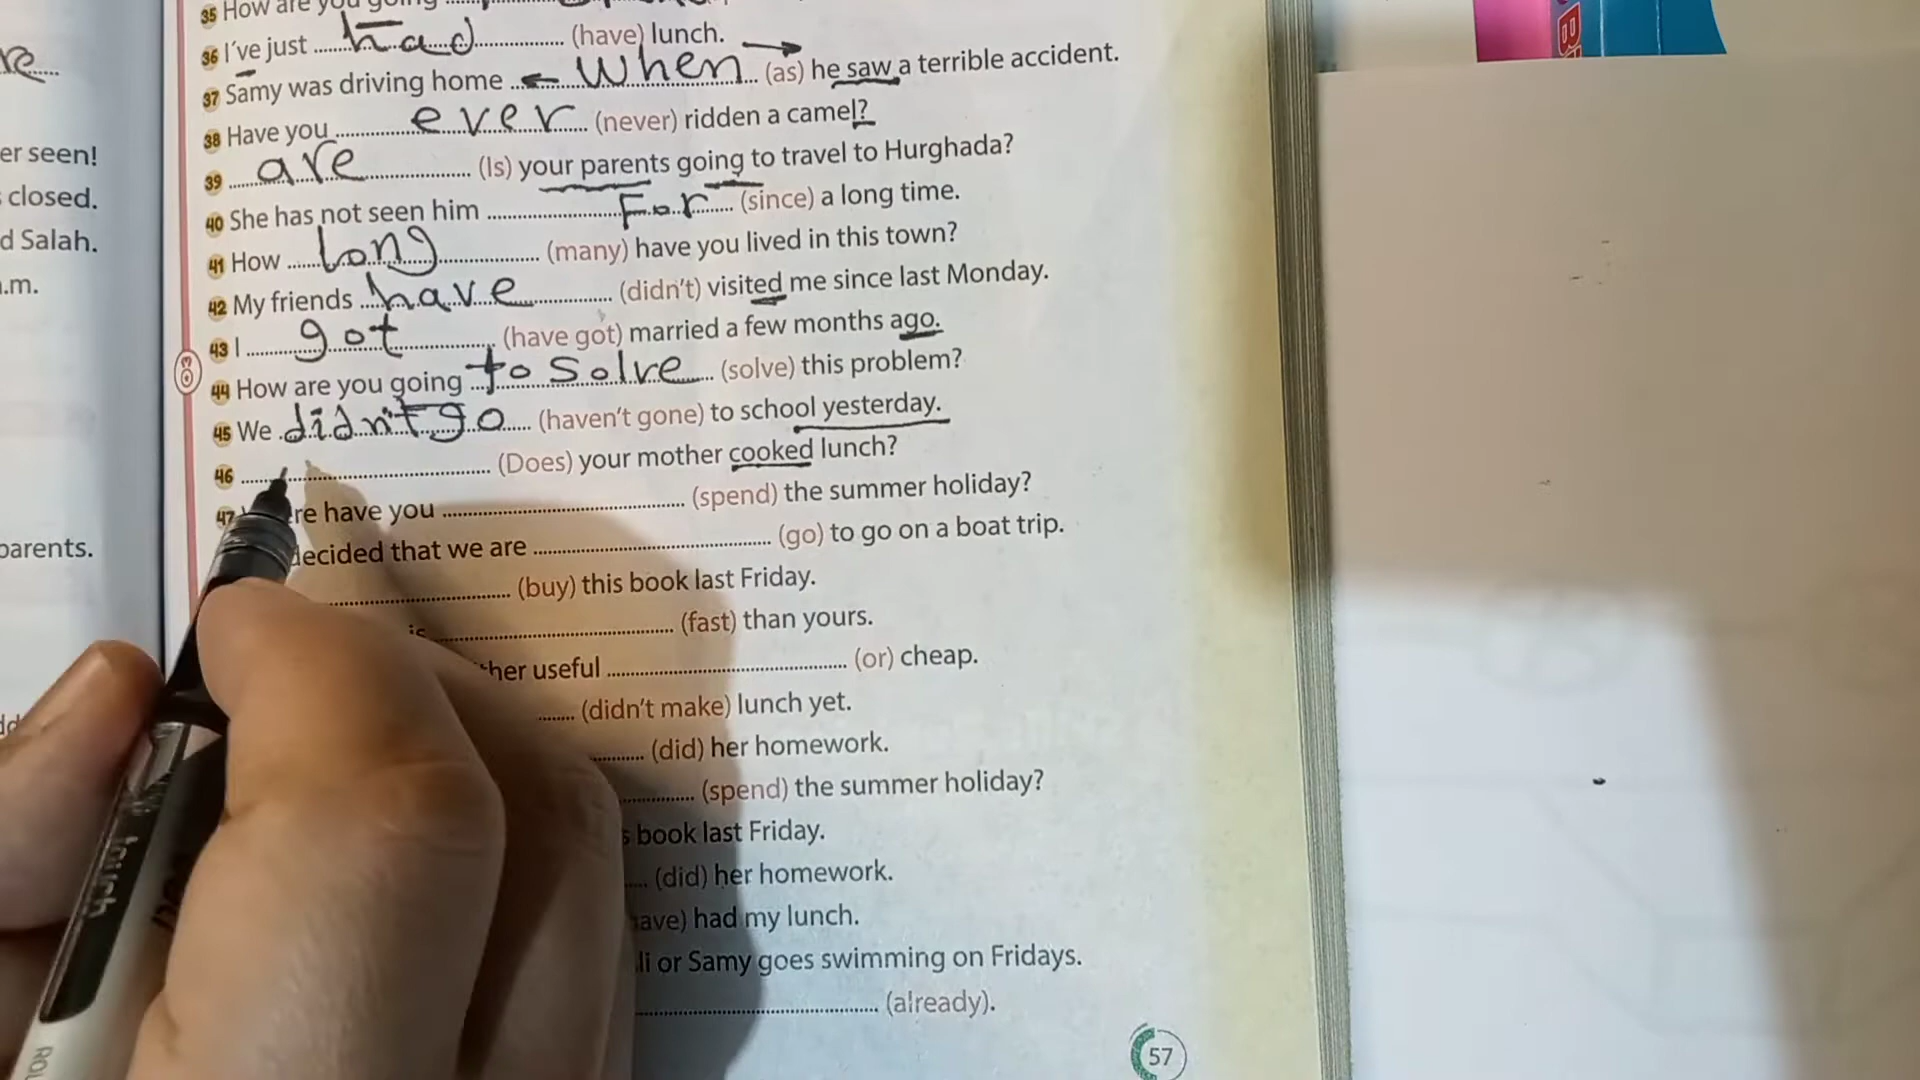 re
er seen!
closed.
d Salah.
.m.
parents.
35 How are you going
36 I've just had (have) lunch.
37 Samy was driving home when (as) he saw a terrible accident.
38 Have you ever (never) ridden a camel?
39 are (Is) your parents going to travel to Hurghada?
40 She has not seen him For (since) a long time.
41 How long (many) have you lived in this town?
42 My friends have (didn't) visited me since last Monday.
43 I got (have got) married a few months ago.
44 How are you going to solve (solve) this problem?
45 We didn't go (haven't gone) to school yesterday.
46 (Does) your mother cooked lunch?
47 re have you (spend) the summer holiday?
decided that we are (go) to go on a boat trip.
(buy) this book last Friday.
is (fast) than yours.
ther useful (or) cheap.
(didn't make) lunch yet.
(did) her homework.
(spend) the summer holiday?
s book last Friday.
(did) her homework.
ave) had my lunch.
li or Samy goes swimming on Fridays.
(already).
57
touch